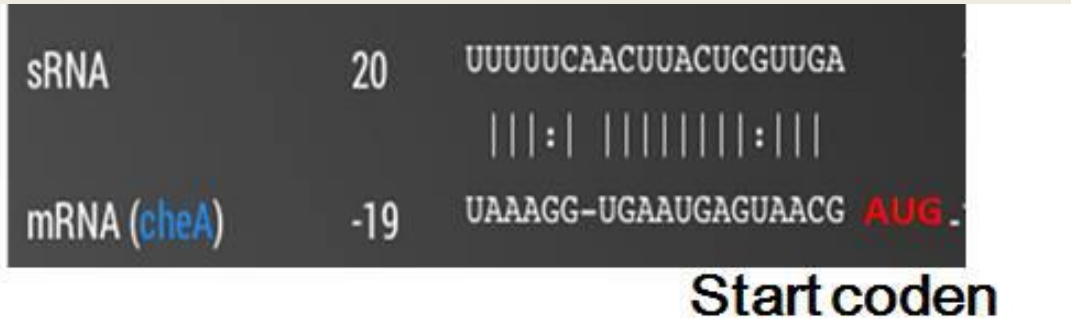 sRNA 20 UUUUUCAACUUACUCGUUGA
|||:| ||||||||:|||
mRNA (cheA) -19 UAAAGG-UGAAUGAGUAACG AUG
Start coden